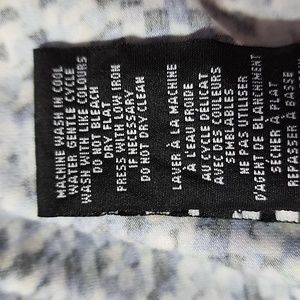 MACHINE WASH IN COOL
WATER GENTLE CYCLE
WASH WITH LIKE COLOURS
DO NOT BLEACH
DRY FLAT
PRESS WITH LOW IRON
IF NECESSARY
DO NOT DRY CLEAN
LAVER À LA MACHINE
À L'EAU FROIDE
AU CYCLE DÉLICAT
AVEC DES COULEURS
SEMBLABLES
NE PAS UTILISER
D'AGENT DE BLANCHIMENT
SÉCHER À PLAT
REPASSER À BASSE